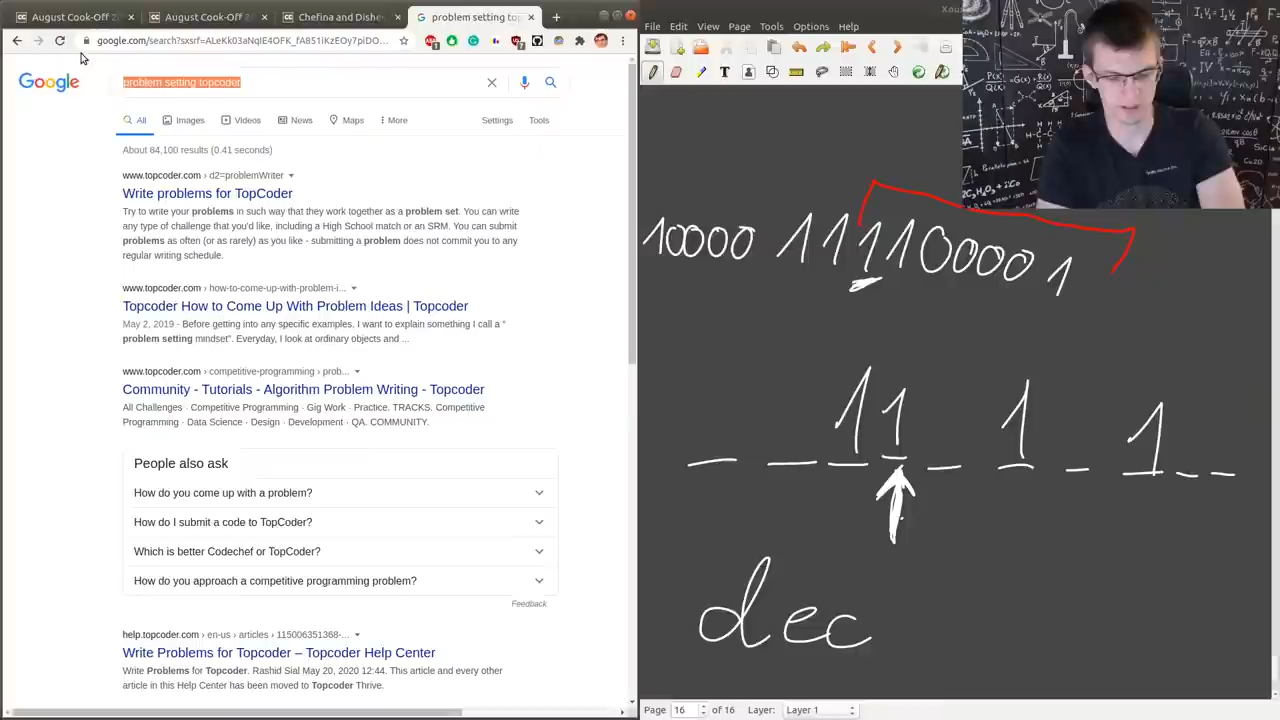 August Cook-Off 2
Chefina and Dishes
problem setting top
google.com/search?sxsrf=ALeKk03aNqIE4OFK_fA851iKzEOy7piDO...
Google
problem setting topcoder
All
Images
Videos
News
Maps
More
Settings
Tools
About 84,100 results (0.41 seconds)
www.topcoder.com › d2=problemWriter
Write problems for TopCoder
Try to write your problems in such way that they work together as a problem set. You can write
any type of challenge that you'd like, including a High School match or an SRM. You can submit
problems as often (or as rarely) as you like - submitting a problem does not commit you to any
regular writing schedule.
www.topcoder.com › how-to-come-up-with-problem-i...
Topcoder How to Come Up With Problem Ideas | Topcoder
May 2, 2019 - Before getting into any specific examples. I want to explain something I call a "
problem setting mindset". Everyday, I look at ordinary objects and ...
www.topcoder.com › competitive-programming › prob...
Community - Tutorials - Algorithm Problem Writing - Topcoder
All Challenges · Competitive Programming · Gig Work · Practice. TRACKS. Competitive
Programming · Data Science · Design · Development · QA. COMMUNITY.
People also ask
How do you come up with a problem?
How do I submit a code to TopCoder?
Which is better Codechef or TopCoder?
How do you approach a competitive programming problem?
Feedback
help.topcoder.com › en-us › articles › 115006351368-...
Write Problems for Topcoder – Topcoder Help Center
Write Problems for Topcoder. Rashid Sial May 20, 2020 12:44. This article and every other
article in this Help Center has been moved to Topcoder Thrive.
View
Navigation
Journal
Tools
Options
Help
10000 111100001
11 1 1
dec
Page 16 of 16 Layer: Layer 1